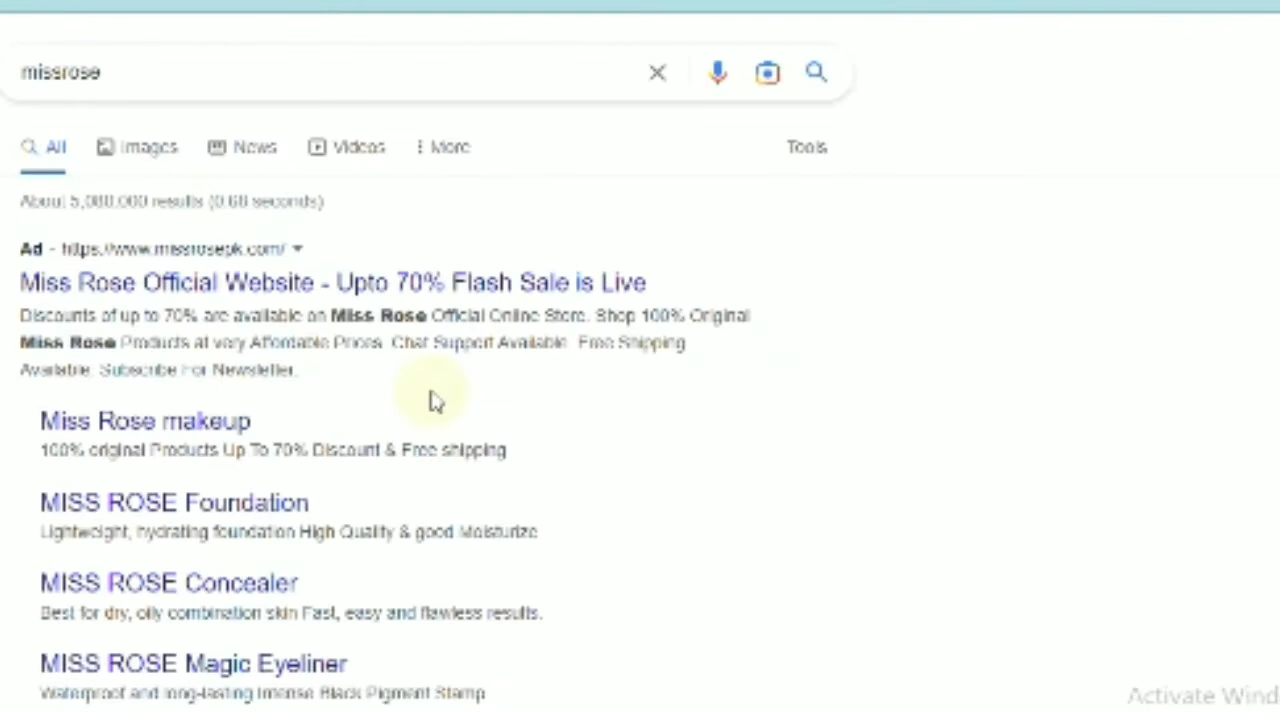 missrose
All Images News Videos More Tools
About 5,080,000 results (0.68 seconds)
Ad - https://www.missrosepk.com/
Miss Rose Official Website - Upto 70% Flash Sale is Live
Discounts of up to 70% are available on Miss Rose Official Online Store. Shop 100% Original
Miss Rose Products at very Affordable Prices. Chat Support Available. Free Shipping
Available. Subscribe For Newsletter.
Miss Rose makeup
100% original Products Up To 70% Discount & Free shipping
MISS ROSE Foundation
Lightweight, hydrating foundation High Quality & good Moisturize
MISS ROSE Concealer
Best for dry, oily combination skin Fast, easy and flawless results.
MISS ROSE Magic Eyeliner
Waterproof and long-lasting Intense Black Pigment Stamp
Activate Wind